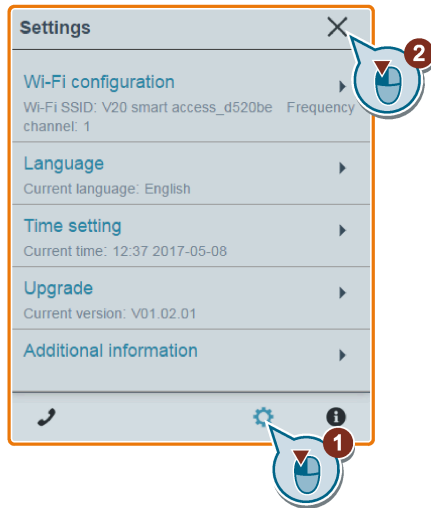 Settings
Wi-Fi configuration
Wi-Fi SSID: V20 smart access_d520be Frequency
channel: 1
Language
Current language: English
Time setting
Current time: 12:37 2017-05-08
Upgrade
Current version: V01.02.01
Additional information
2
1